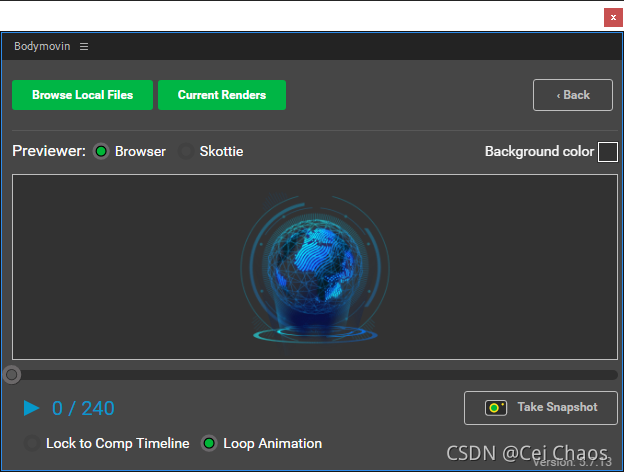 x
Bodymovin
Browse Local Files Current Renders ‹ Back
Previewer: Browser Skottie Background color
0 / 240
Take Snapshot
Lock to Comp Timeline Loop Animation
CSDN @Cej Chaos
Version: 5.7.13